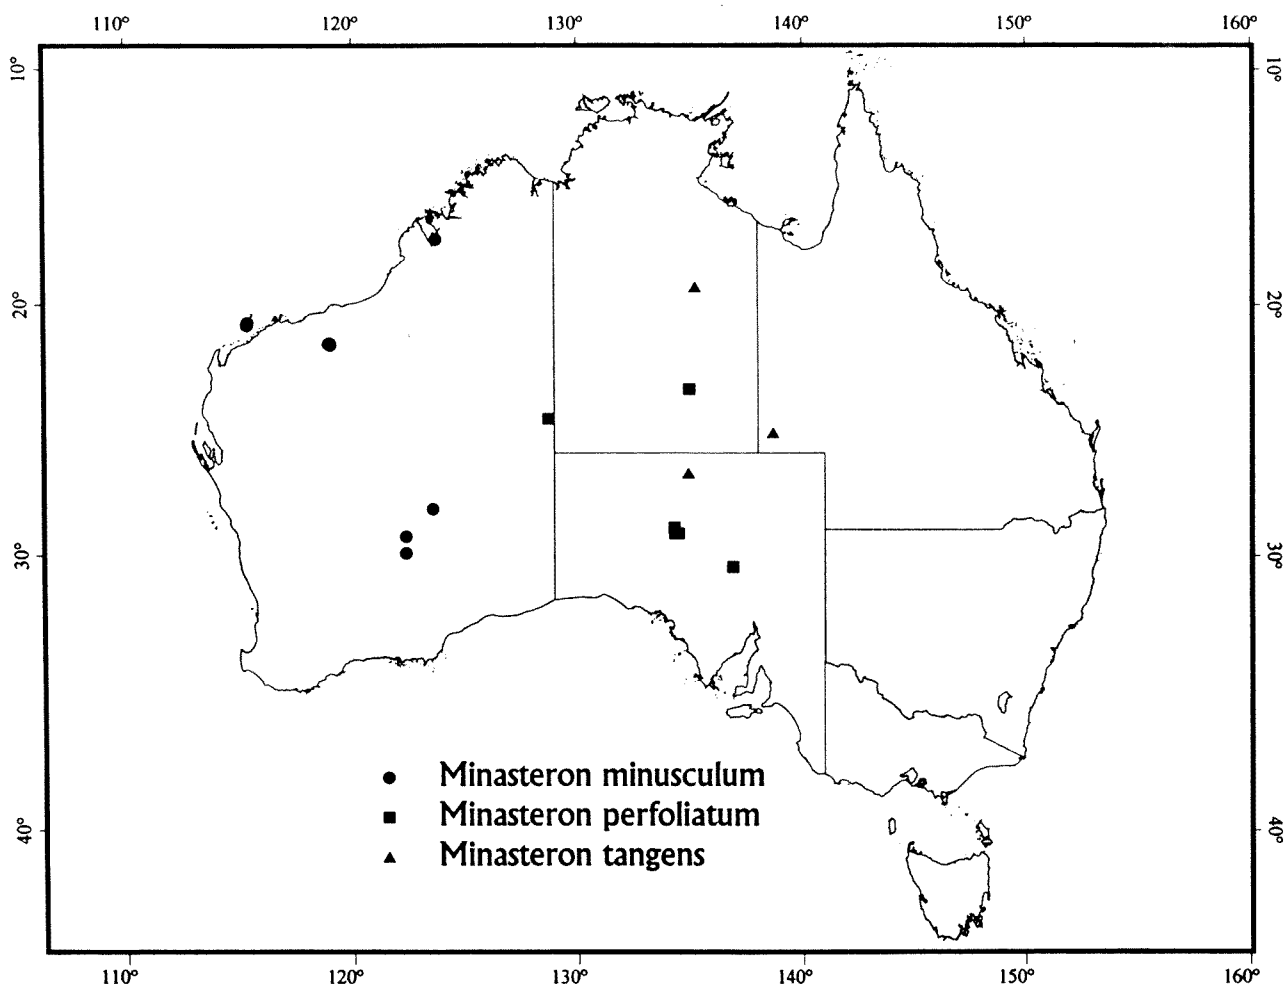 110° 120° 130° 140° 150° 160°
10° 10°
20° 20°
30° 30°
40° 40°
Minasteron minusculum
Minasteron perfoliatum
Minasteron tangens
110° 120° 130° 140° 150° 160°